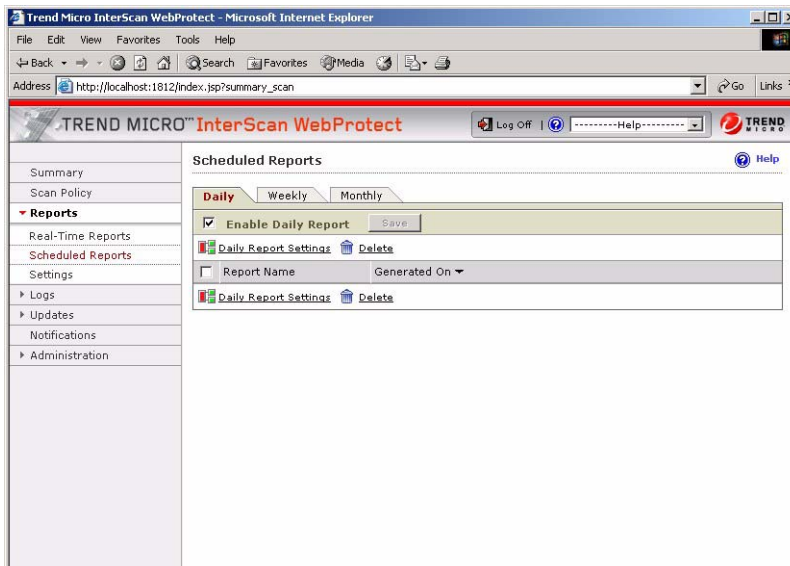 Trend Micro InterScan WebProtect - Microsoft Internet Explorer
File Edit View Favorites Tools Help
Back Search Favorites Media
Address http://localhost:1812/index.jsp?summary_scan Go Links
TREND MICRO™ InterScan WebProtect Log Off | ---------Help--------- TREND MICRO
Summary
Scan Policy
Reports
Real-Time Reports
Scheduled Reports
Settings
Logs
Updates
Notifications
Administration
Scheduled Reports Help
Daily Weekly Monthly
Enable Daily Report Save
Daily Report Settings Delete
Report Name Generated On
Daily Report Settings Delete